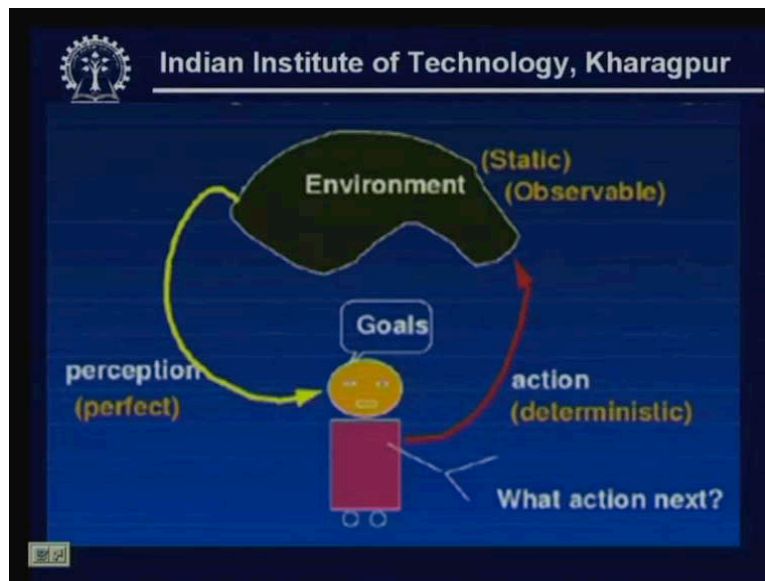 Indian Institute of Technology, Kharagpur
Environment
(Static)
(Observable)
Goals
perception
(perfect)
action
(deterministic)
What action next?